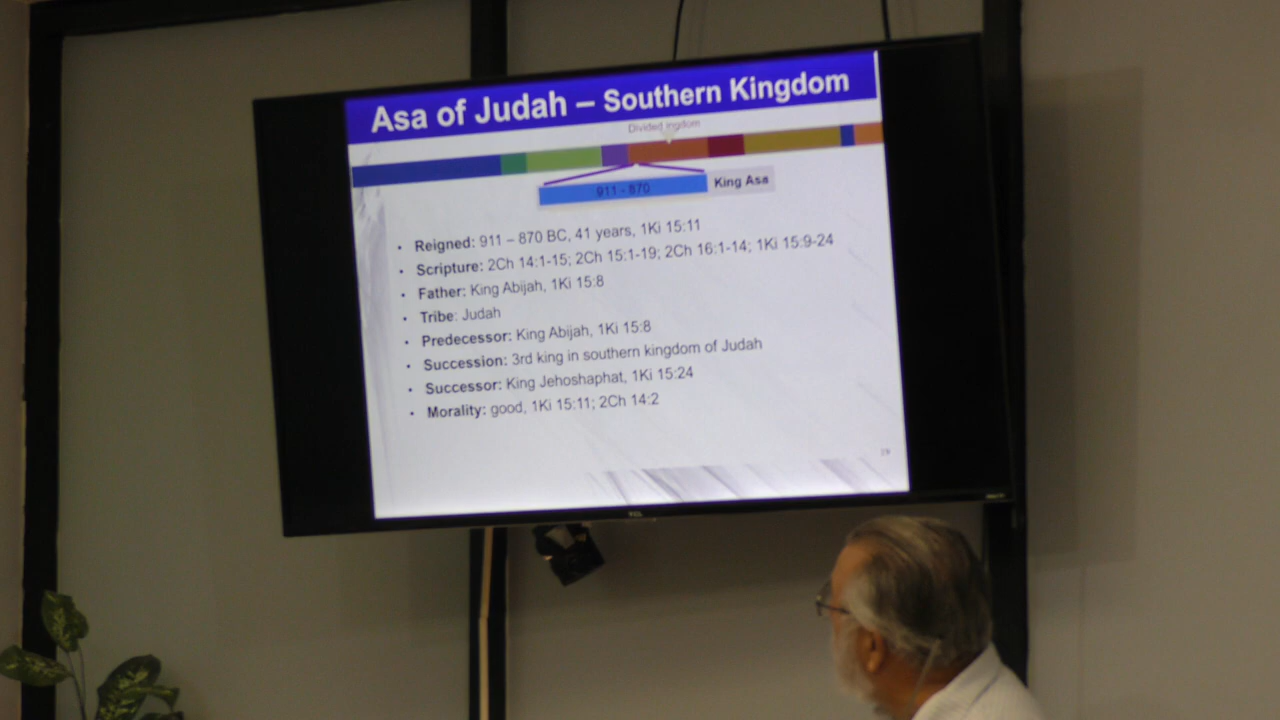 Asa of Judah – Southern Kingdom
Divided ingdom
911 - 870
King Asa
• Reigned: 911 – 870 BC, 41 years, 1Ki 15:11
• Scripture: 2Ch 14:1-15; 2Ch 15:1-19; 2Ch 16:1-14; 1Ki 15:9-24
• Father: King Abijah, 1Ki 15:8
• Tribe: Judah
• Predecessor: King Abijah, 1Ki 15:8
• Succession: 3rd king in southern kingdom of Judah
• Successor: King Jehoshaphat, 1Ki 15:24
• Morality: good, 1Ki 15:11; 2Ch 14:2
TCL